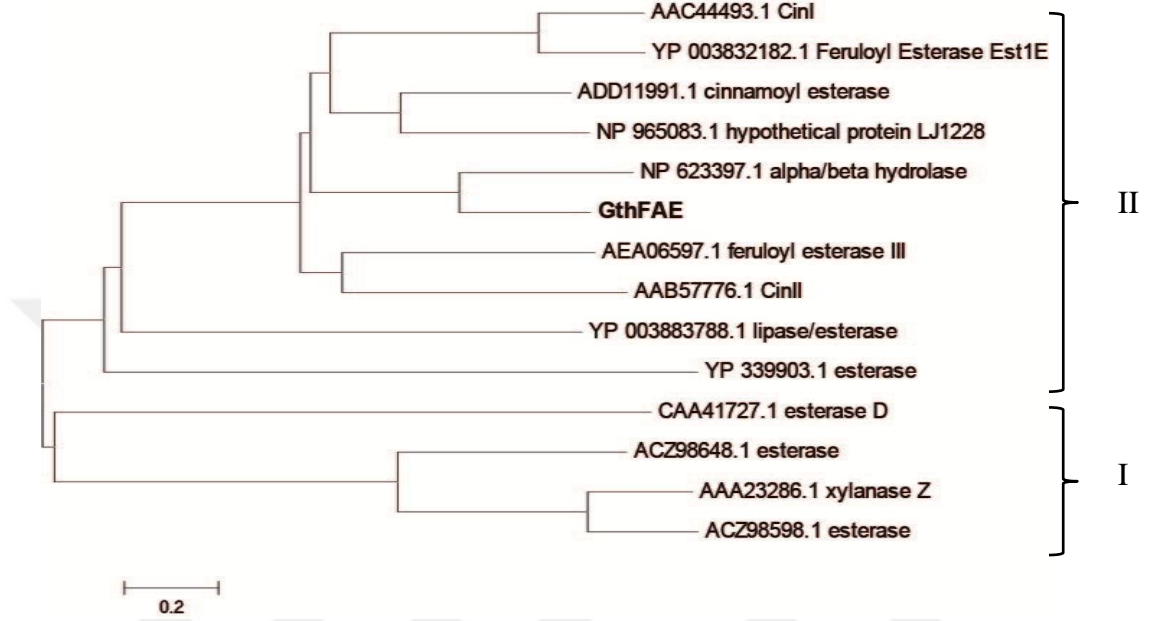 AAC44493.1 CinI
YP 003832182.1 Feruloyl Esterase Est1E
ADD11991.1 cinnamoyl esterase
NP 965083.1 hypothetical protein LJ1228
NP 623397.1 alpha/beta hydrolase
GthFAE
II
AEA06597.1 feruloyl esterase III
AAB57776.1 CinII
YP 003883788.1 lipase/esterase
YP 339903.1 esterase
CAA41727.1 esterase D
ACZ98648.1 esterase
I
AAA23286.1 xylanase Z
ACZ98598.1 esterase
0.2